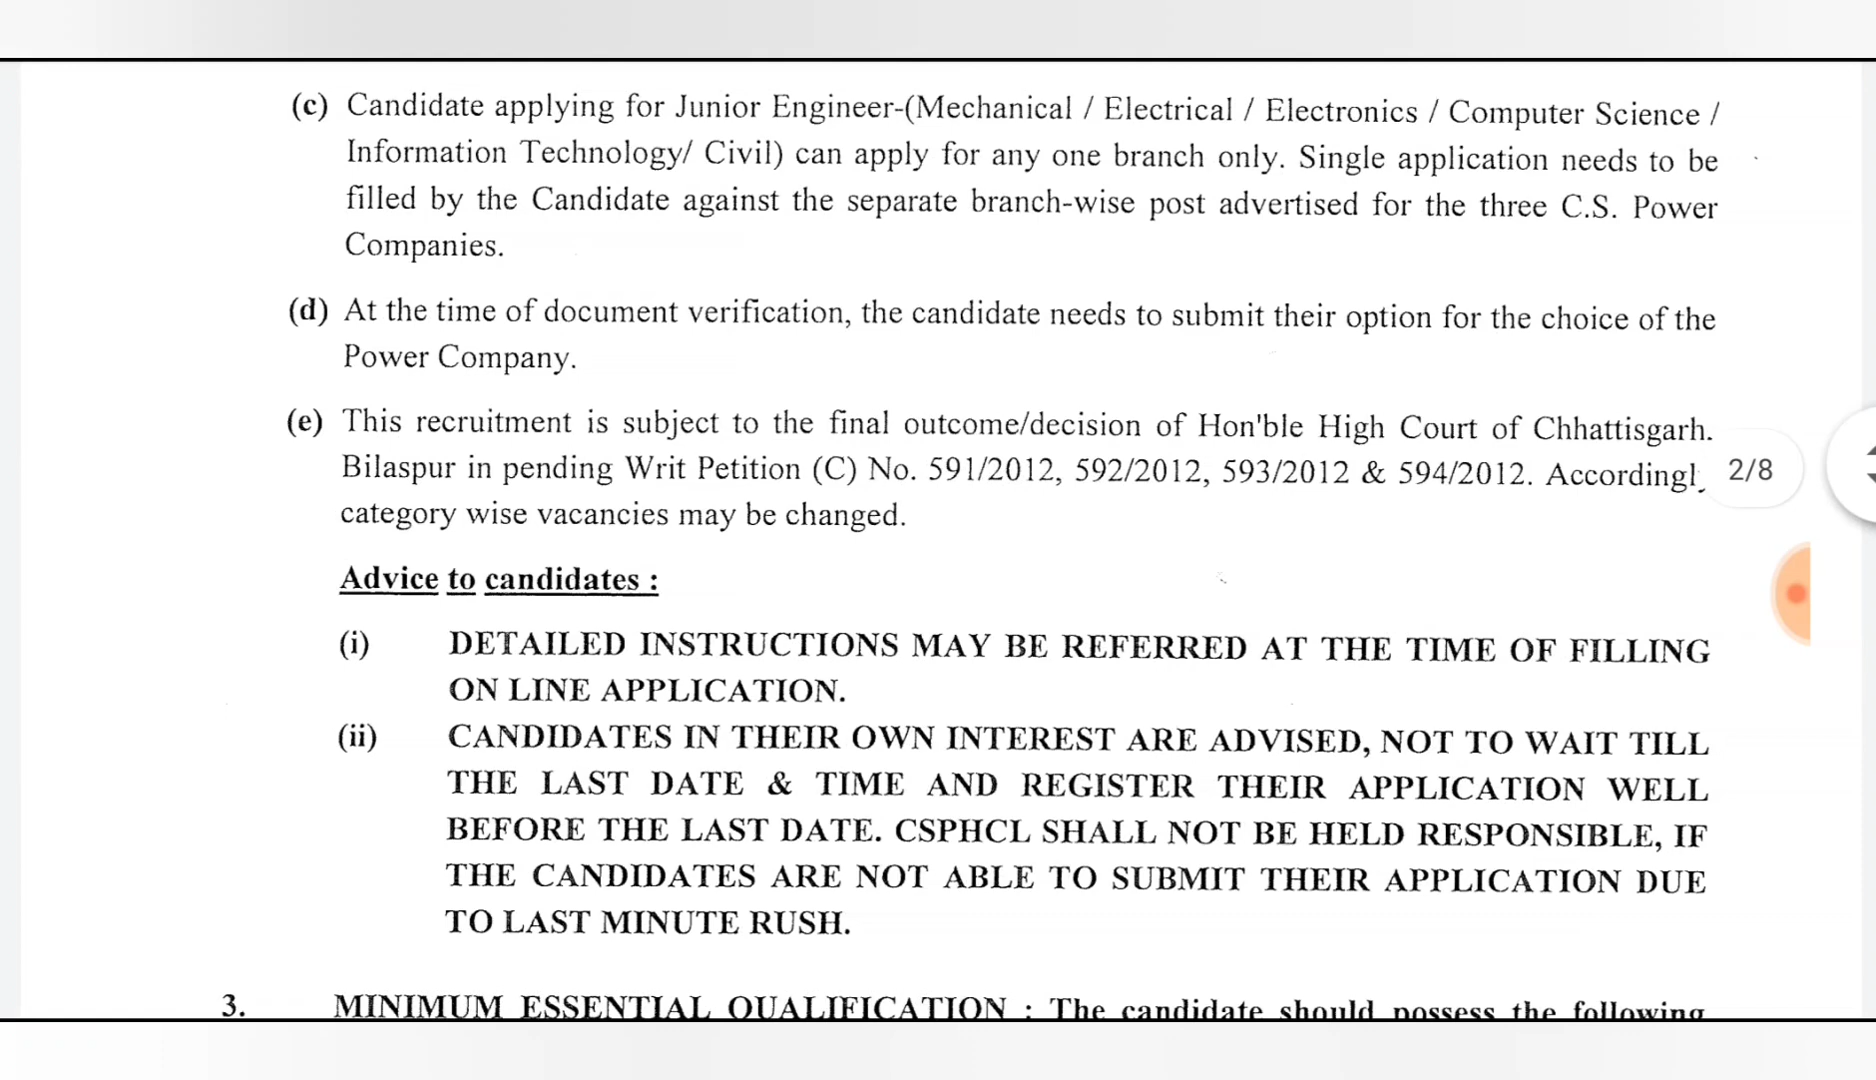 (c) Candidate applying for Junior Engineer-(Mechanical / Electrical / Electronics / Computer Science /
Information Technology/ Civil) can apply for any one branch only. Single application needs to be
filled by the Candidate against the separate branch-wise post advertised for the three C.S. Power
Companies.
(d) At the time of document verification, the candidate needs to submit their option for the choice of the
Power Company.
(e) This recruitment is subject to the final outcome/decision of Hon'ble High Court of Chhattisgarh.
Bilaspur in pending Writ Petition (C) No. 591/2012, 592/2012, 593/2012 & 594/2012. Accordingly
2/8
category wise vacancies may be changed.
Advice to candidates :
(i) DETAILED INSTRUCTIONS MAY BE REFERRED AT THE TIME OF FILLING
ON LINE APPLICATION.
(ii) CANDIDATES IN THEIR OWN INTEREST ARE ADVISED, NOT TO WAIT TILL
THE LAST DATE & TIME AND REGISTER THEIR APPLICATION WELL
BEFORE THE LAST DATE. CSPHCL SHALL NOT BE HELD RESPONSIBLE, IF
THE CANDIDATES ARE NOT ABLE TO SUBMIT THEIR APPLICATION DUE
TO LAST MINUTE RUSH.
3. MINIMUM ESSENTIAL QUALIFICATION : The candidate should possess the following